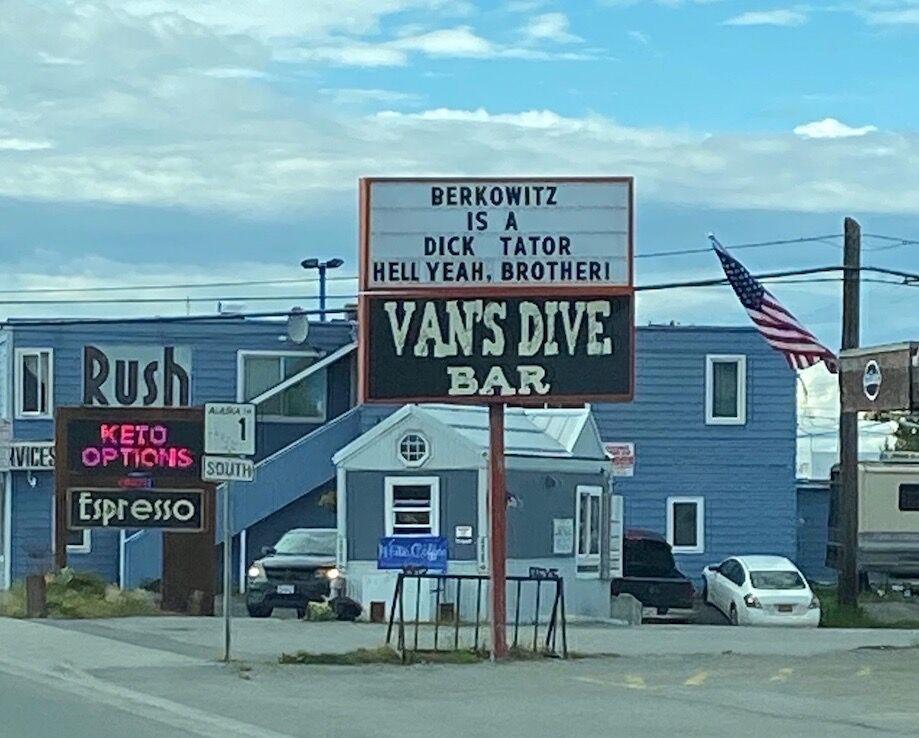 BERKOWITZ
IS A
DICK TATOR
HELL YEAH, BROTHER!
VAN'S DIVE
BAR
Rush
KETO
OPTIONS
Espresso
RVICES
ALASKA
1
SOUTH